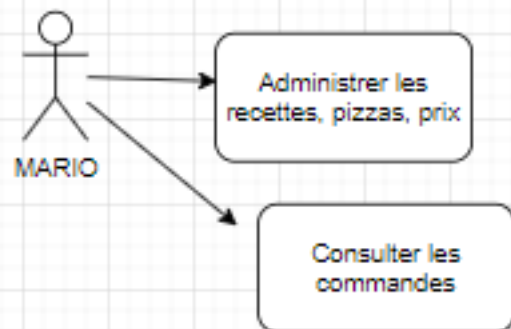 Administrer les
recettes, pizzas, prix
MARIO
Consulter les
commandes